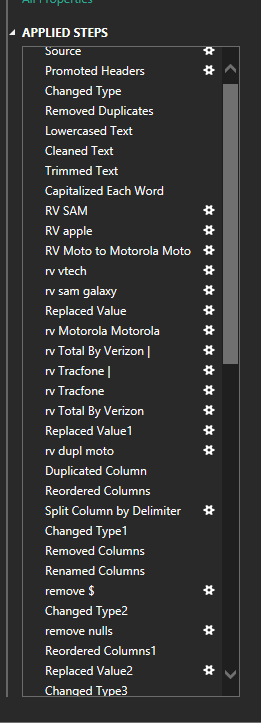 All Properties
APPLIED STEPS
Source
Promoted Headers
Changed Type
Removed Duplicates
Lowercased Text
Cleaned Text
Trimmed Text
Capitalized Each Word
RV SAM
RV apple
RV Moto to Motorola Moto
rv vtech
rv sam galaxy
Replaced Value
rv Motorola Motorola
rv Total By Verizon |
rv Tracfone |
rv Tracfone
rv Total By Verizon
Replaced Value1
rv dupl moto
Duplicated Column
Reordered Columns
Split Column by Delimiter
Changed Type1
Removed Columns
Renamed Columns
remove $
Changed Type2
remove nulls
Reordered Columns1
Replaced Value2
Changed Type3